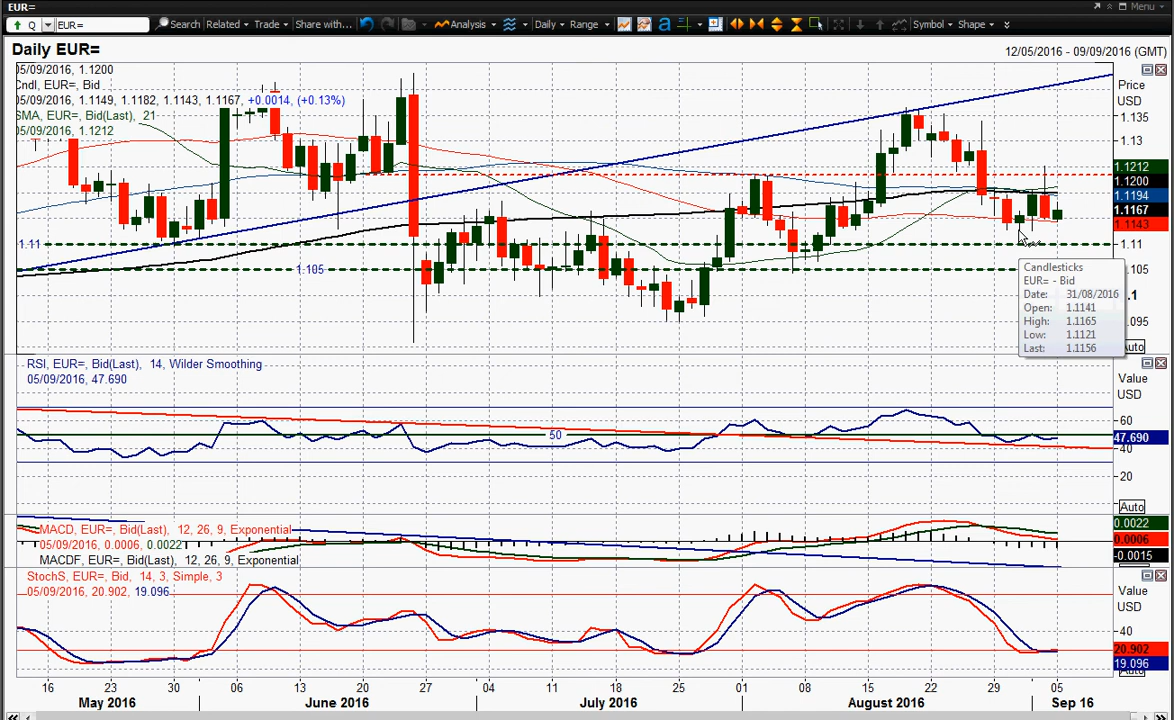 EUR=
Menu
Q EUR= Search Related Trade Share with... Analysis Daily Range a Symbol Shape
Daily EUR=
12/05/2016 - 09/09/2016 (GMT)
05/09/2016, 1.1200
Cndl, EUR=, Bid
05/09/2016, 1.1149, 1.1182, 1.1143, 1.1167, +0.0014, (+0.13%)
SMA, EUR=, Bid(Last), 21
05/09/2016, 1.1212
Price
USD
1.135
1.13
1.1212
1.1200
1.1194
1.1167
1.1143
1.11
1.11
1.105
.105
.1
.095
Auto
Candlesticks
EUR= - Bid
Date: 31/08/2016
Open: 1.1141
High: 1.1165
Low: 1.1121
Last: 1.1156
RSI, EUR=, Bid(Last), 14, Wilder Smoothing
05/09/2016, 47.690
Value
USD
60
50
47.690
40
20
Auto
MACD, EUR=, Bid(Last), 12, 26, 9, Exponential
05/09/2016, 0.0006, 0.0022
MACDF, EUR=, Bid(Last), 12, 26, 9, Exponential
0.0022
0.0006
-0.0015
StochS, EUR=, Bid, 14, 3, Simple, 3
05/09/2016, 20.902, 19.096
Value
USD
40
20.902
19.096
Auto
16 23 30 06 13 20 27 04 11 18 25 01 08 15 22 29 05
May 2016 June 2016 July 2016 August 2016 Sep 16